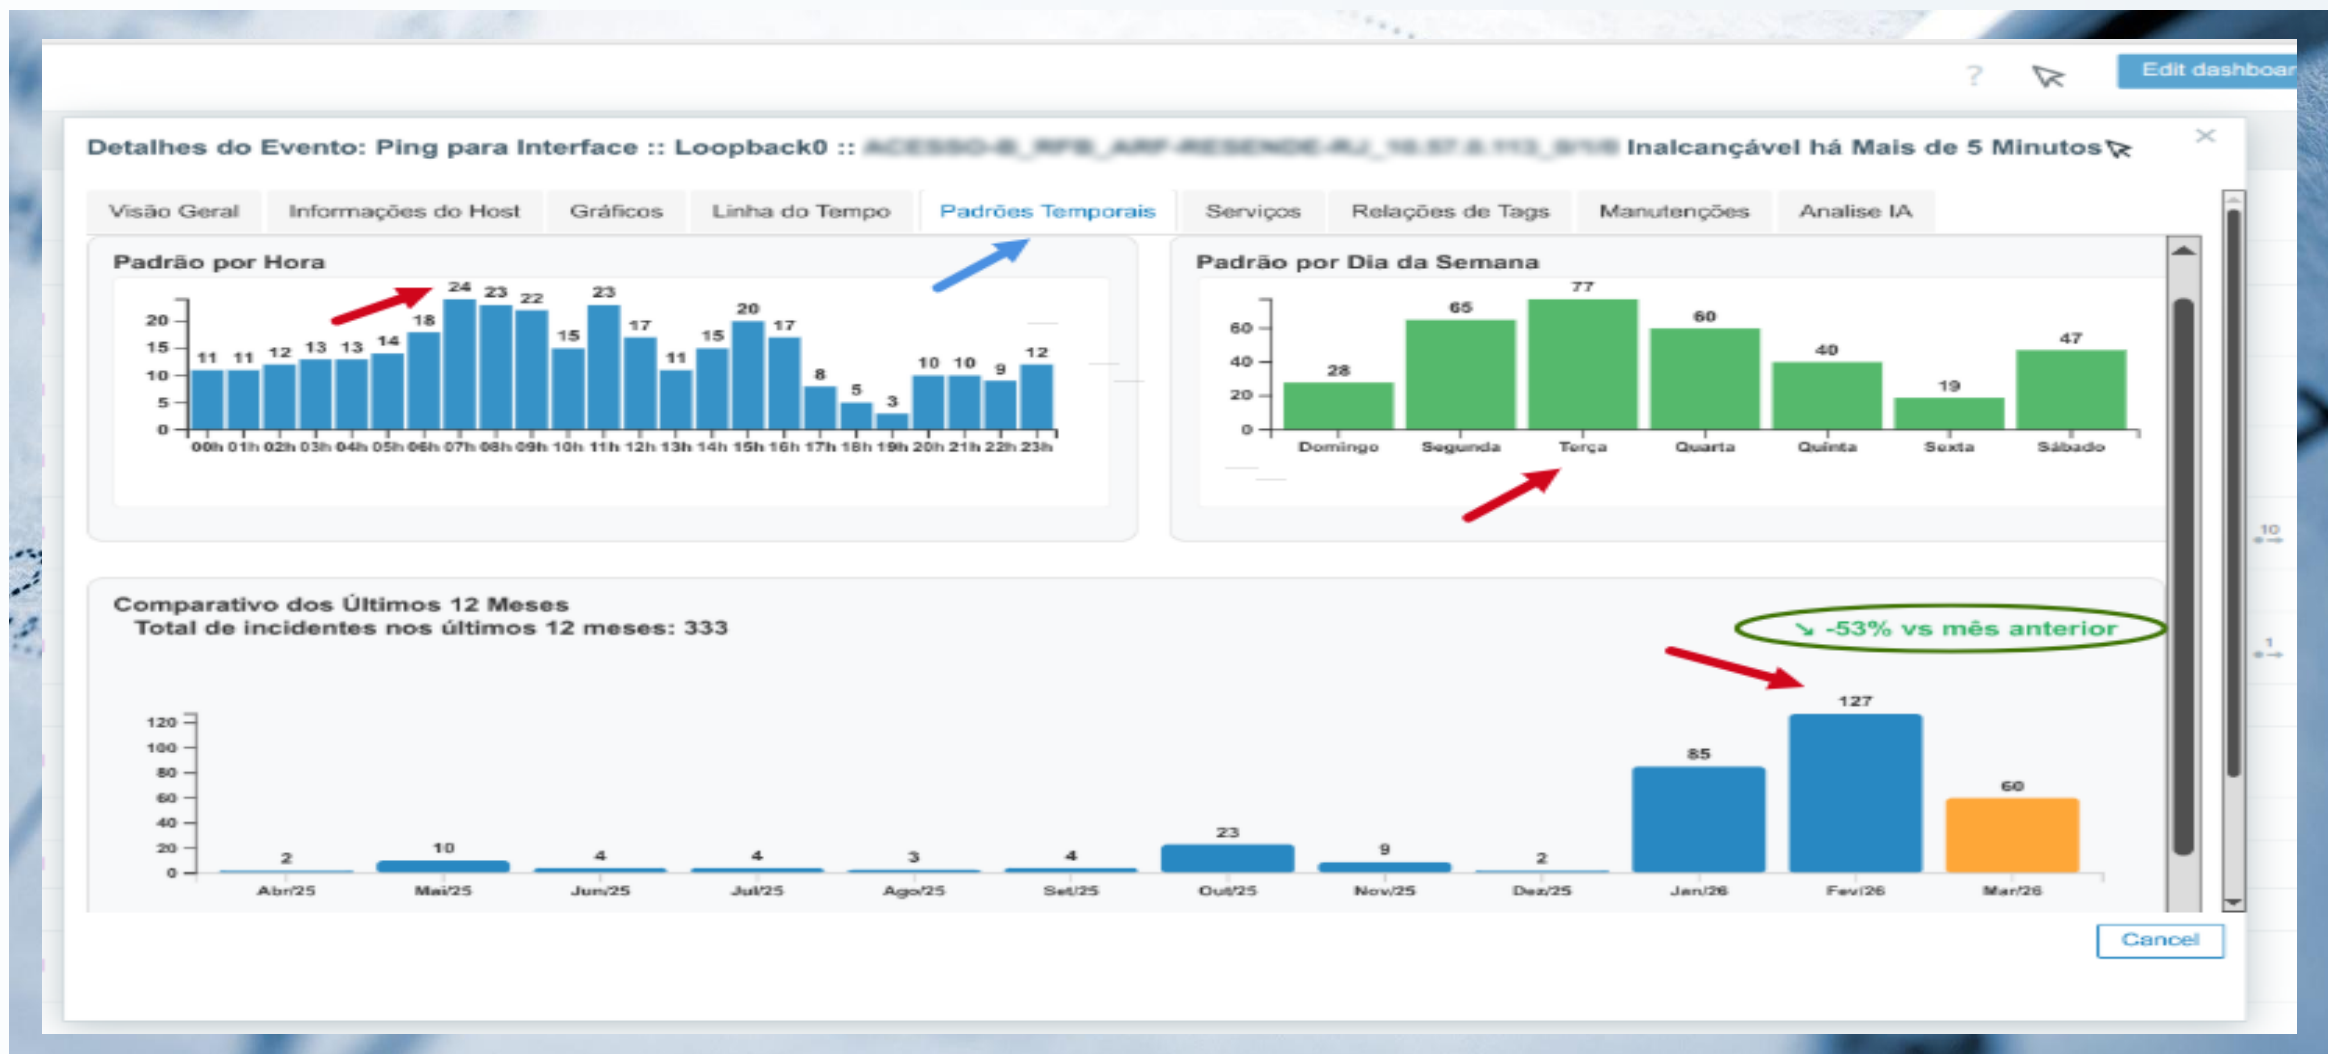 ? Edit dashboar
Detalhes do Evento: Ping para Interface :: Loopback0 :: Inalcançável há Mais de 5 Minutos ×
Visão Geral Informações do Host Gráficos Linha do Tempo Padrões Temporais Serviços Relações de Tags Manutenções Analise IA
Padrão por Hora
24 23 22 23
20 18 17 20 17
15 11 11 12 13 13 14 15 11 15
10 8 10 10 9 12
5 5 3
0
00h 01h 02h 03h 04h 05h 06h 07h 08h 09h 10h 11h 12h 13h 14h 15h 16h 17h 18h 19h 20h 21h 22h 23h
Padrão por Dia da Semana
77
65
60 60
40 40 47
28
20 19
0
Domingo Segunda Terça Quarta Quinta Sexta Sábado
10
1
Comparativo dos Últimos 12 Meses
Total de incidentes nos últimos 12 meses: 333
↘ -53% vs mês anterior
127
120
100
85
80
60 60
40
23
20 2 10 4 4 3 4 9 2
0
Abr/25 Mai/25 Jun/25 Jul/25 Ago/25 Set/25 Out/25 Nov/25 Dez/25 Jan/26 Fev/26 Mar/26
Cancel